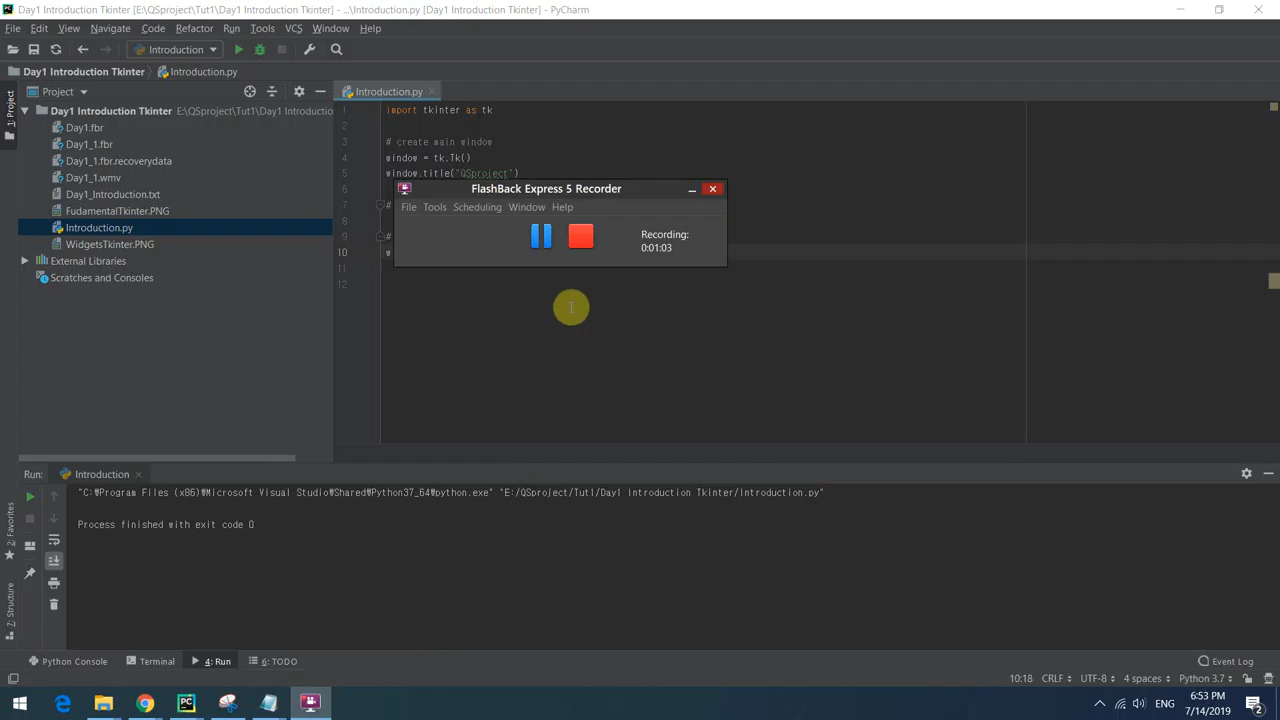 Day1 Introduction Tkinter [E:\QSproject\Tut1\Day1 Introduction Tkinter] - ...\Introduction.py [Day1 Introduction Tkinter] - PyCharm
File Edit View Navigate Code Refactor Run Tools VCS Window Help
Introduction
Day1 Introduction Tkinter Introduction.py
1: Project
Project
Introduction.py
Day1 Introduction Tkinter E:\QSproject\Tut1\Day1 Introductio
Day1.fbr
Day1_1.fbr
Day1_1.fbr.recoverydata
Day1_1.wmv
Day1_Introduction.txt
FudamentalTkinter.PNG
Introduction.py
WidgetsTkinter.PNG
External Libraries
Scratches and Consoles
1 import tkinter as tk
2
3 # create main window
4 window = tk.Tk()
5 window.title("QSproject")
6
7 #
8
9 #
10 w
11
12
FlashBack Express 5 Recorder
File Tools Scheduling Window Help
Recording:
0:01:03
Run: Introduction
"C:₩Program Files (x86)₩Microsoft Visual Studio₩Shared₩Python37_64₩python.exe" "E:/QSproject/Tut1/Day1 Introduction Tkinter/Introduction.py"
Process finished with exit code 0
2: Favorites
7: Structure
Python Console Terminal 4: Run 6: TODO Event Log
10:18 CRLF UTF-8 4 spaces Python 3.7
PC
ENG
6:53 PM
7/14/2019
2